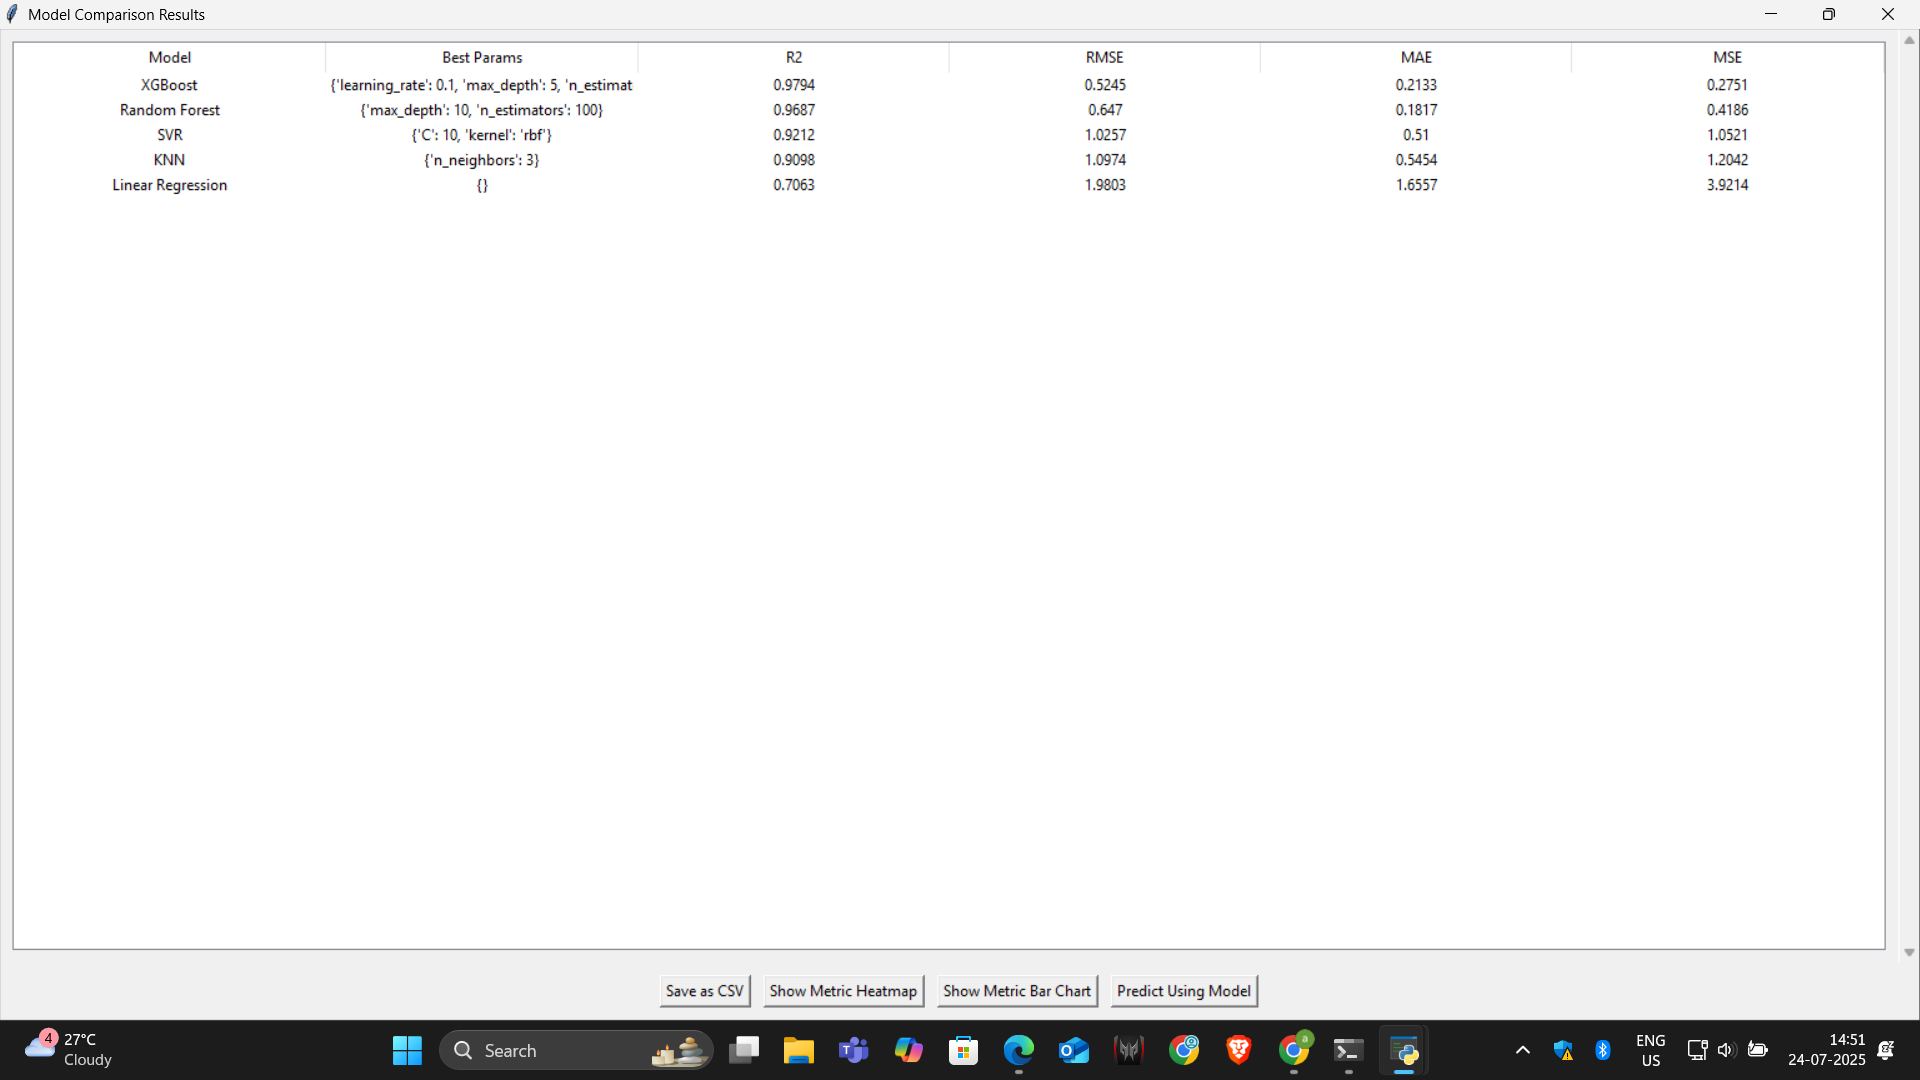 Model Comparison Results
Model Best Params R2 RMSE MAE MSE
XGBoost {'learning_rate': 0.1, 'max_depth': 5, 'n_estimat 0.9794 0.5245 0.2133 0.2751
Random Forest {'max_depth': 10, 'n_estimators': 100} 0.9687 0.647 0.1817 0.4186
SVR {'C': 10, 'kernel': 'rbf'} 0.9212 1.0257 0.51 1.0521
KNN {'n_neighbors': 3} 0.9098 1.0974 0.5454 1.2042
Linear Regression {} 0.7063 1.9803 1.6557 3.9214
Save as CSV Show Metric Heatmap Show Metric Bar Chart Predict Using Model
4 27°C
Cloudy
Search
a
ENG
US
14:51
24-07-2025